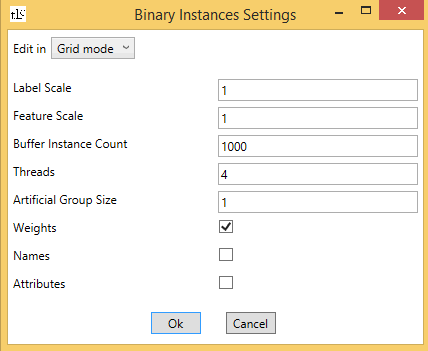 tlc
Binary Instances Settings
Edit in Grid mode
Label Scale 1
Feature Scale 1
Buffer Instance Count 1000
Threads 4
Artificial Group Size 1
Weights
Names
Attributes
Ok Cancel